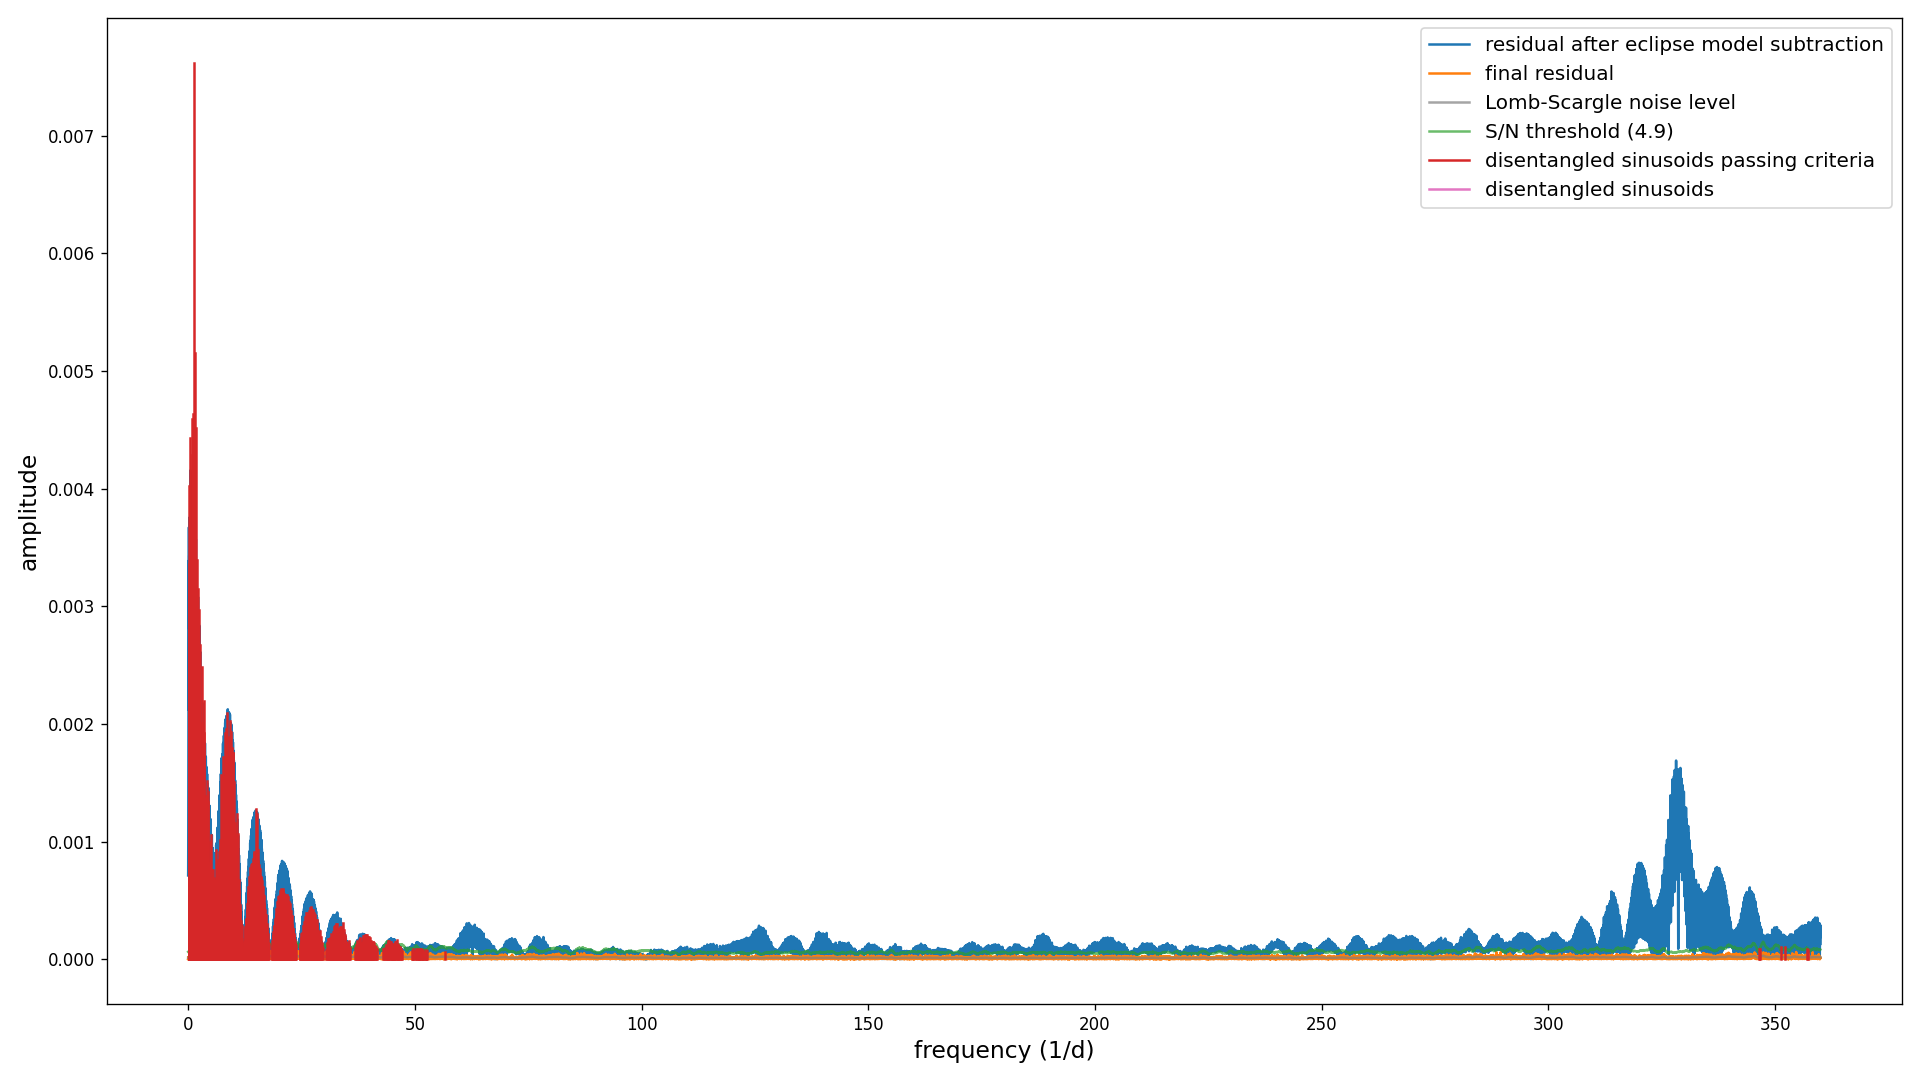 residual after eclipse model subtraction
final residual
Lomb-Scargle noise level
S/N threshold (4.9)
disentangled sinusoids passing criteria
disentangled sinusoids
amplitude
0.007
0.006
0.005
0.004
0.003
0.002
0.001
0.000
0 50 100 150 200 250 300 350
frequency (1/d)